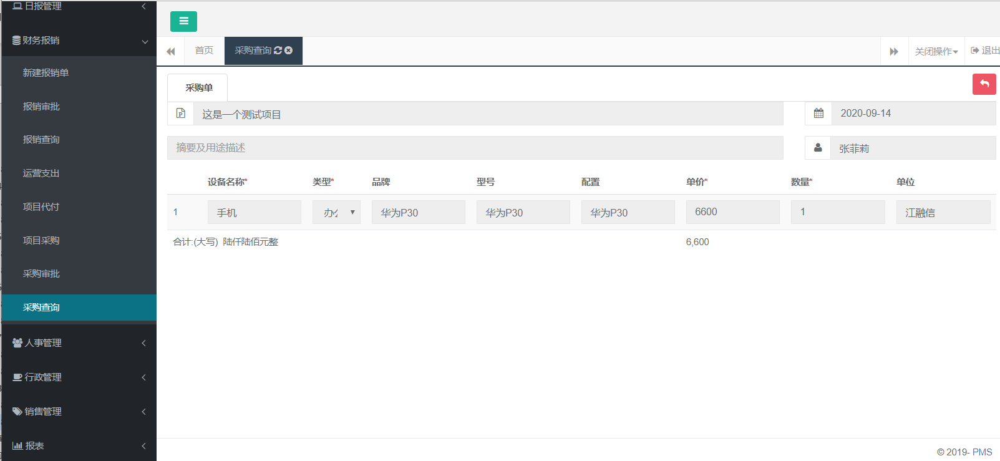 日报管理
财务报销
新建报销单
报销审批
报销查询
运营支出
项目代付
项目采购
采购审批
采购查询
人事管理
行政管理
销售管理
报表
首页 采购查询 关闭操作 退出
采购单
这是一个测试项目 2020-09-14
摘要及用途描述 张菲莉
设备名称* 类型* 品牌 型号 配置 单价* 数量* 单位
1 手机 办 华为P30 华为P30 华为P30 6600 1 江融信
合计:(大写) 陆仟陆佰元整 6,600
© 2019- PMS